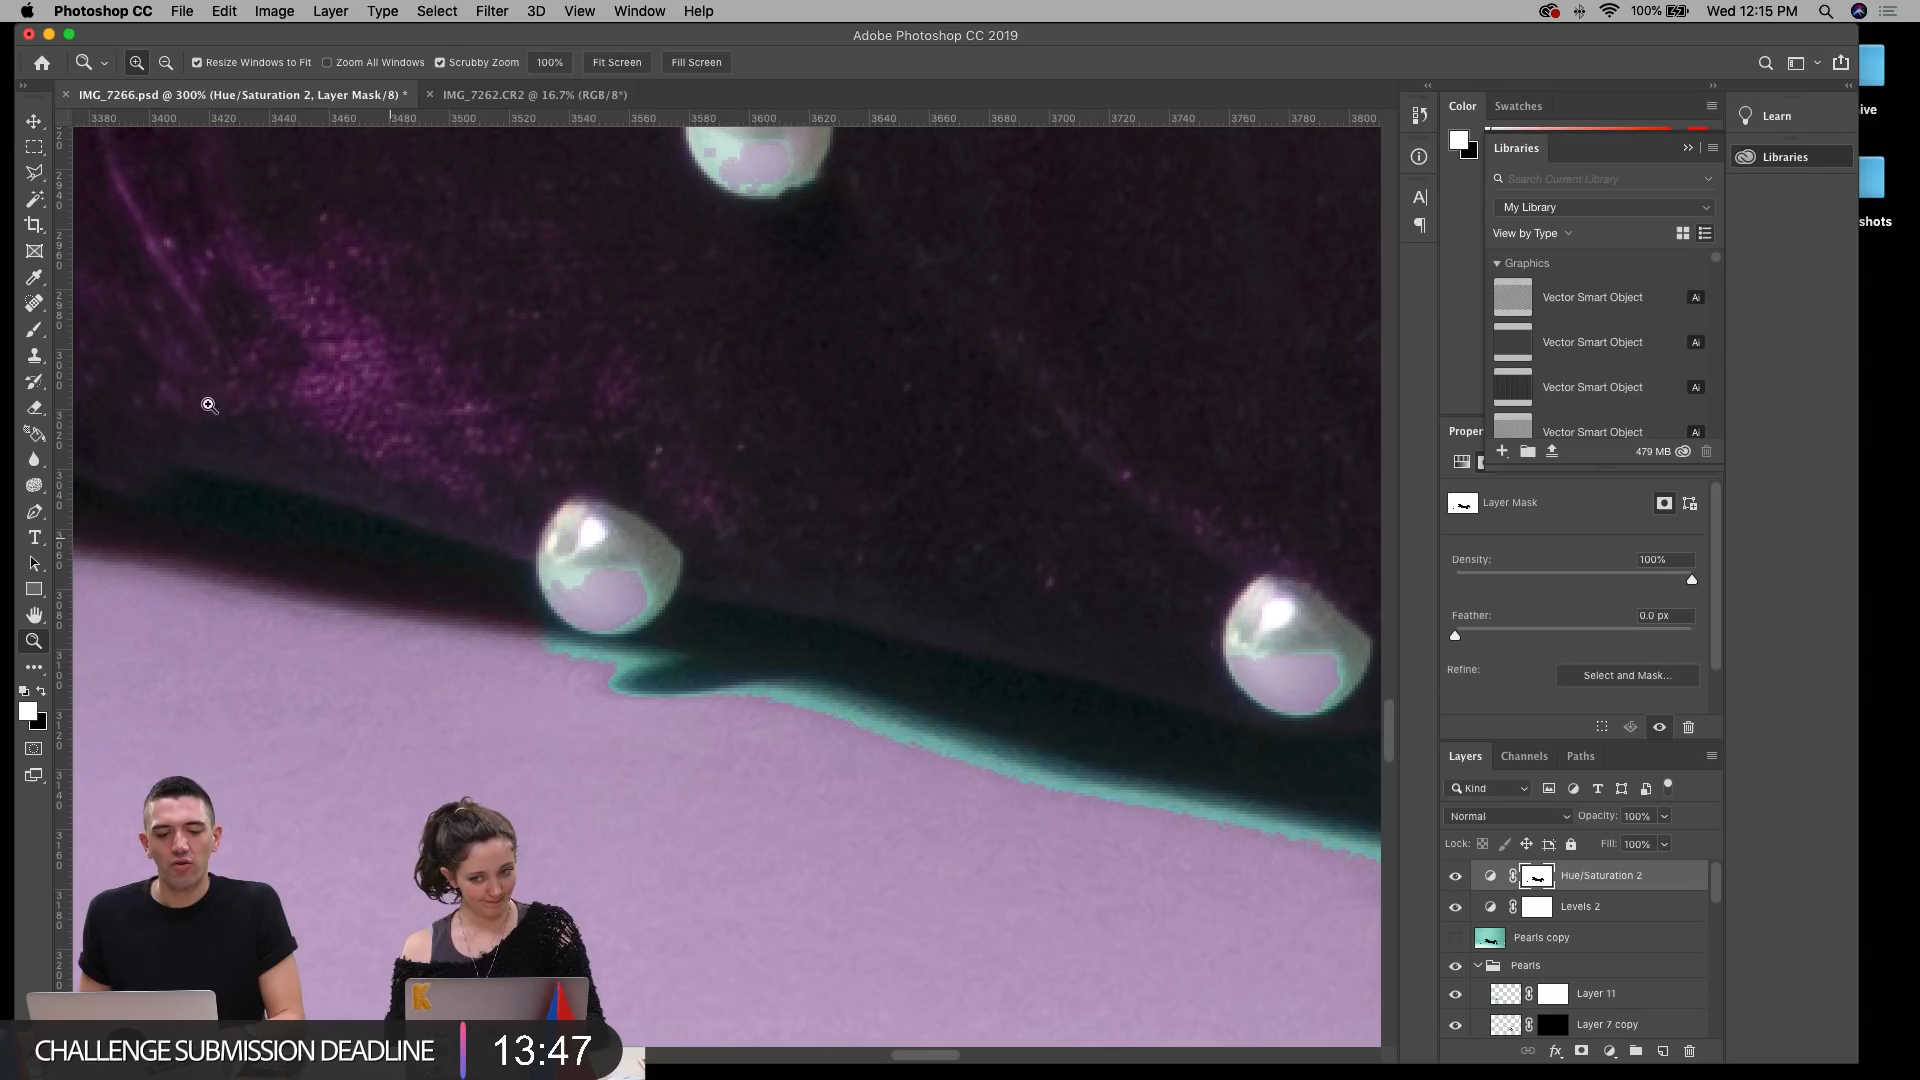 Photoshop CC File Edit Image Layer Type Select Filter 3D View Window Help 100% Wed 12:15 PM
Adobe Photoshop CC 2019
Resize Windows to Fit Zoom All Windows Scrubby Zoom 100% Fit Screen Fill Screen
IMG_7266.psd @ 300% (Hue/Saturation 2, Layer Mask/8) * IMG_7262.CR2 @ 16.7% (RGB/8*)
3380 3400 3420 3440 3460 3480 3500 3520 3540 3560 3580 3600 3620 3640 3660 3680 3700 3720 3740 3760 3780 3800
Color Swatches
Learn
ive
Libraries
Libraries
Search Current Library
My Library
shots
View by Type
Graphics
Vector Smart Object Ai
Vector Smart Object Ai
Vector Smart Object Ai
Vector Smart Object Ai
Proper
479 MB
Layer Mask
Density: 100%
Feather: 0.0 px
Refine: Select and Mask...
Layers Channels Paths
Kind
Normal Opacity: 100%
Lock: Fill: 100%
Hue/Saturation 2
Levels 2
Pearls copy
Pearls
Layer 11
Layer 7 copy
K
CHALLENGE SUBMISSION DEADLINE 13:47